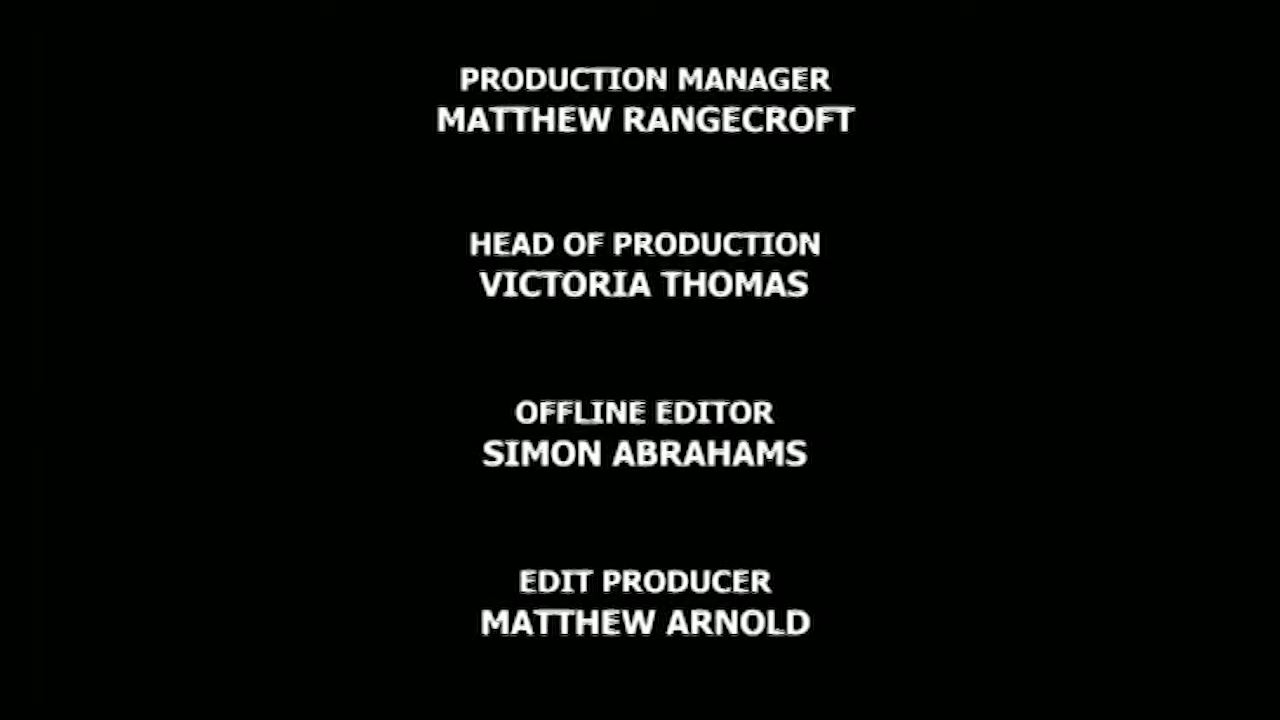 PRODUCTION MANAGER
MATTHEW RANGECROFT
HEAD OF PRODUCTION
VICTORIA THOMAS
OFFLINE EDITOR
SIMON ABRAHAMS
EDIT PRODUCER
MATTHEW ARNOLD